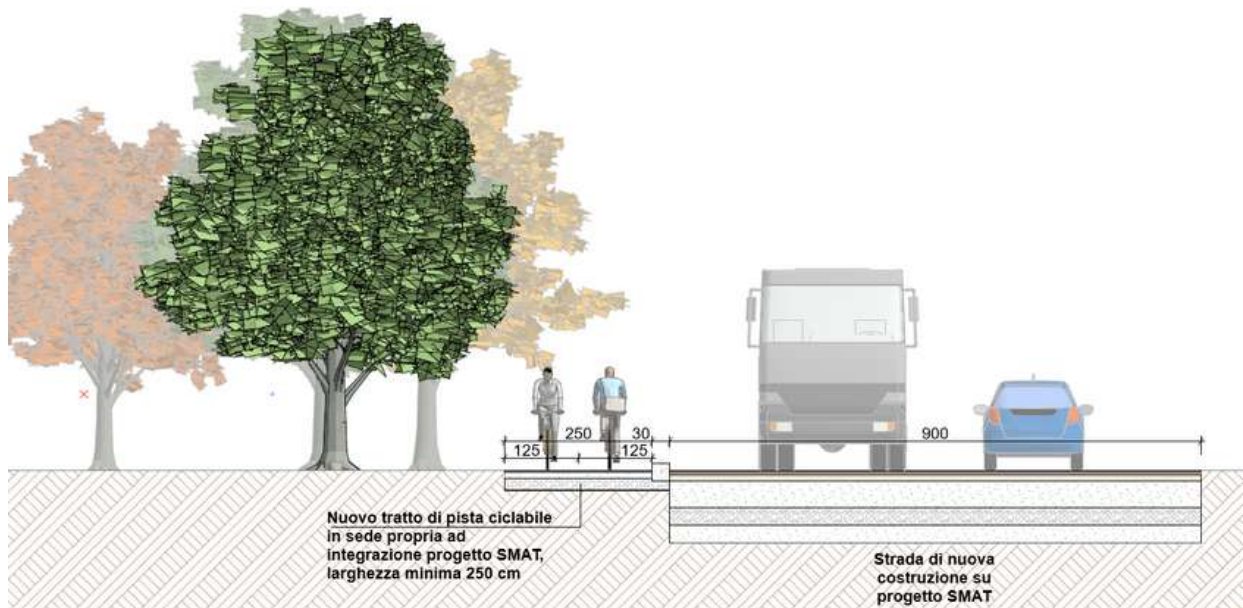 250
30
900
125
125
Nuovo tratto di pista ciclabile
in sede propria ad
integrazione progetto SMAT,
larghezza minima 250 cm
Strada di nuova
costruzione su
progetto SMAT